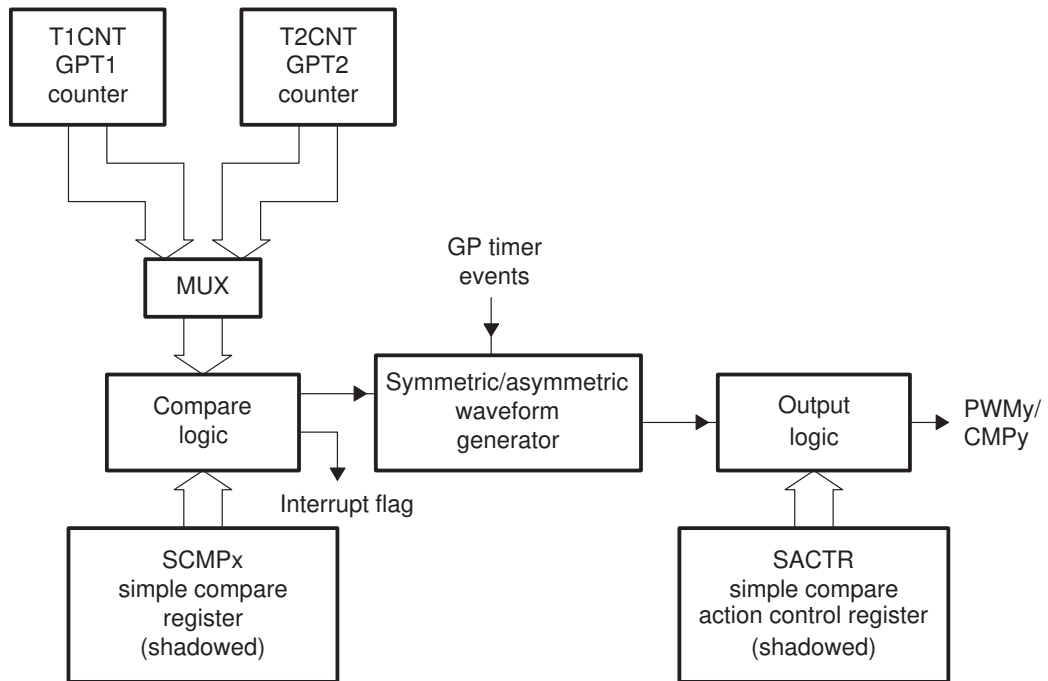 T1CNT
GPT1
counter
T2CNT
GPT2
counter
MUX
GP timer
events
Compare
logic
Symmetric/asymmetric
waveform
generator
Output
logic
PWMy/
CMPy
Interrupt flag
SCMPx
simple compare
register
(shadowed)
SACTR
simple compare
action control register
(shadowed)